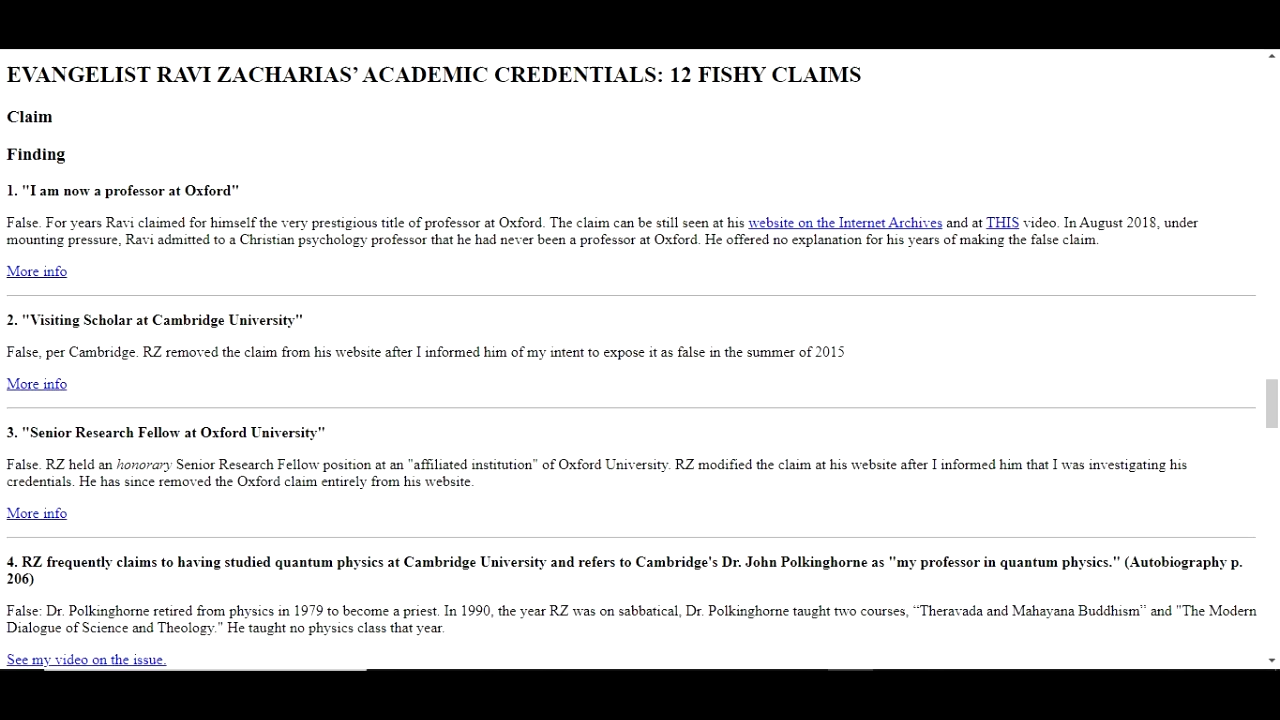 EVANGELIST RAVI ZACHARIAS’ ACADEMIC CREDENTIALS: 12 FISHY CLAIMS
Claim
Finding
1. "I am now a professor at Oxford"
False. For years Ravi claimed for himself the very prestigious title of professor at Oxford. The claim can be still seen at his website on the Internet Archives and at THIS video. In August 2018, under
mounting pressure, Ravi admitted to a Christian psychology professor that he had never been a professor at Oxford. He offered no explanation for his years of making the false claim.
More info
2. "Visiting Scholar at Cambridge University"
False, per Cambridge. RZ removed the claim from his website after I informed him of my intent to expose it as false in the summer of 2015
More info
3. "Senior Research Fellow at Oxford University"
False. RZ held an honorary Senior Research Fellow position at an "affiliated institution" of Oxford University. RZ modified the claim at his website after I informed him that I was investigating his
credentials. He has since removed the Oxford claim entirely from his website.
More info
4. RZ frequently claims to having studied quantum physics at Cambridge University and refers to Cambridge's Dr. John Polkinghorne as "my professor in quantum physics." (Autobiography p.
206)
False: Dr. Polkinghorne retired from physics in 1979 to become a priest. In 1990, the year RZ was on sabbatical, Dr. Polkinghorne taught two courses, “Theravada and Mahayana Buddhism” and "The Modern
Dialogue of Science and Theology." He taught no physics class that year.
See my video on the issue.